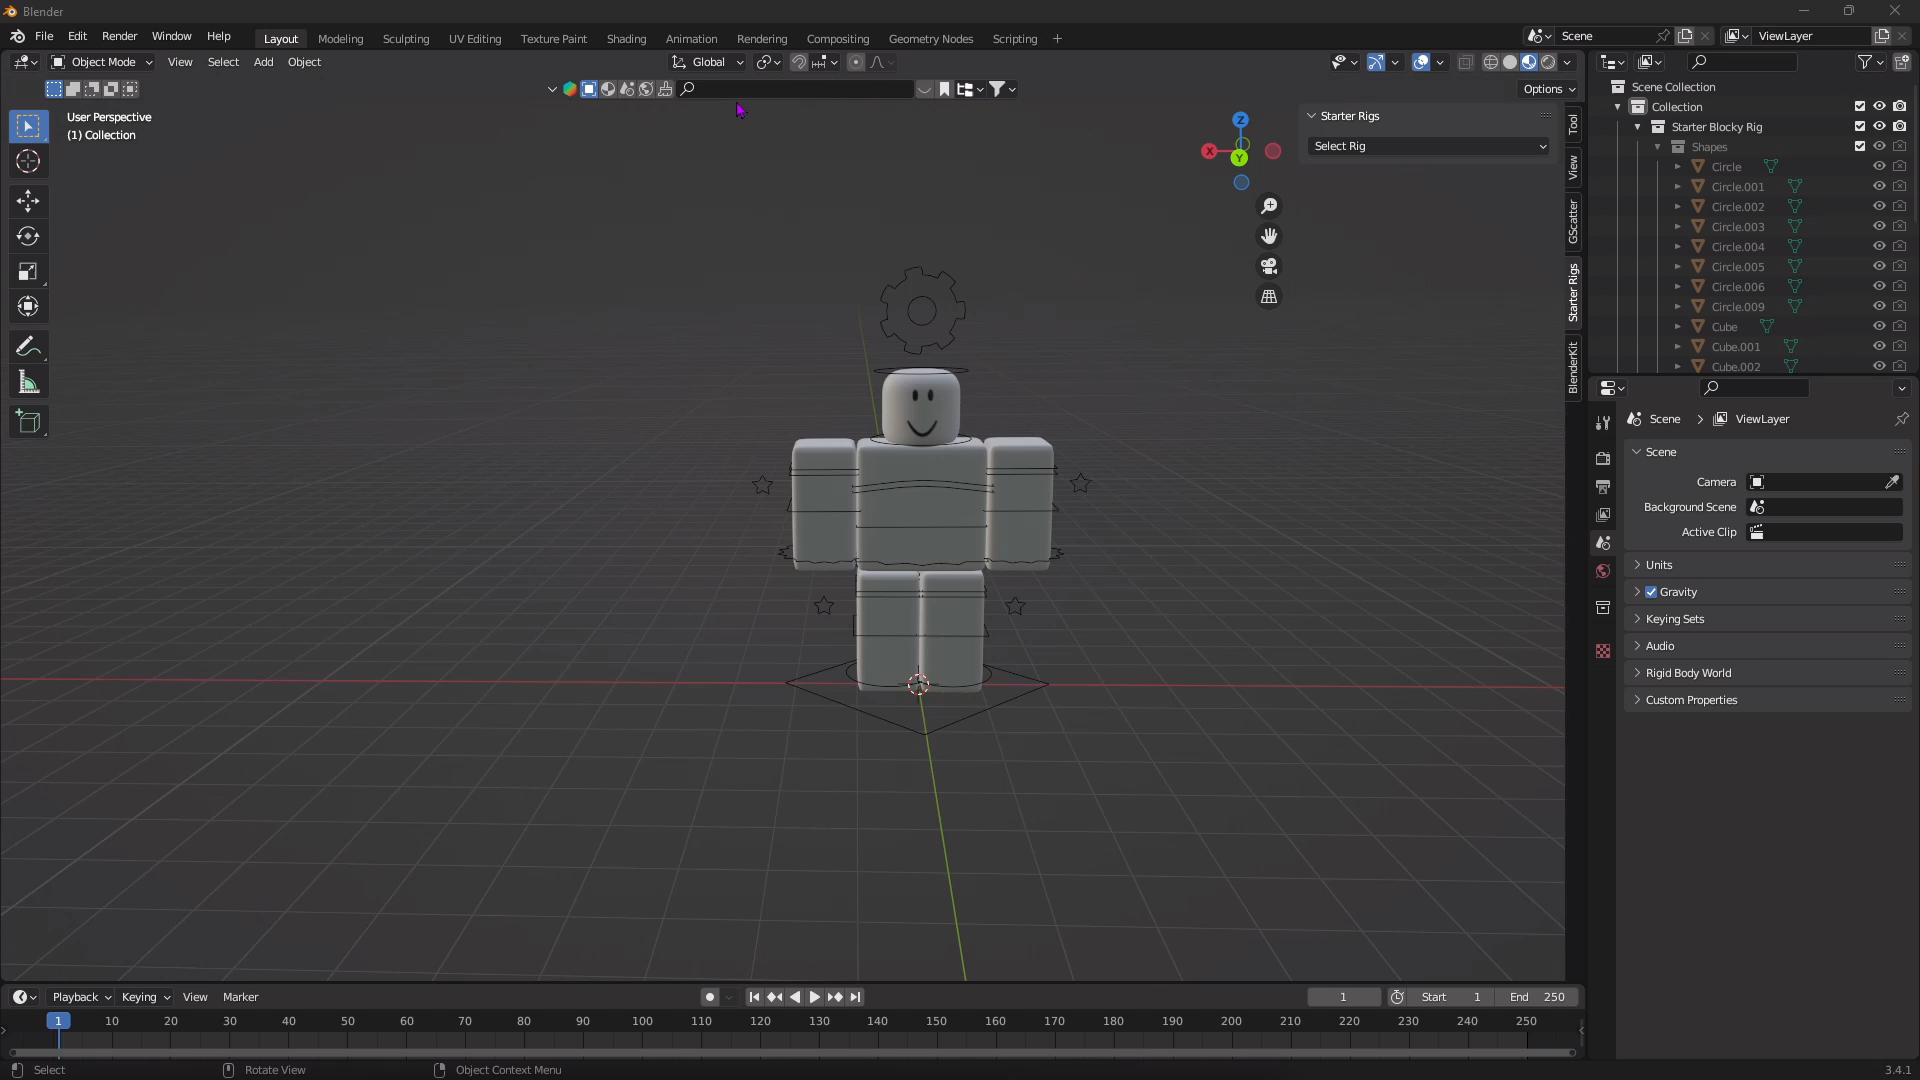 Blender
File Edit Render Window Help
Layout Modeling Sculpting UV Editing Texture Paint Shading Animation Rendering Compositing Geometry Nodes Scripting +
Scene
ViewLayer
Object Mode View Select Add Object
Global
Options
User Perspective
(1) Collection
Z
X
Y
Starter Rigs
Select Rig
Tool
View
GScatter
Starter Rigs
BlenderKit
Scene Collection
Collection
Starter Blocky Rig
Shapes
Circle
Circle.001
Circle.002
Circle.003
Circle.004
Circle.005
Circle.006
Circle.009
Cube
Cube.001
Cube.002
Scene > ViewLayer
Scene
Camera
Background Scene
Active Clip
Units
Gravity
Keying Sets
Audio
Rigid Body World
Custom Properties
Playback Keying View Marker
1
Start 1
End 250
1 10 20 30 40 50 60 70 80 90 100 110 120 130 140 150 160 170 180 190 200 210 220 230 240 250
Select
Rotate View
Object Context Menu
3.4.1